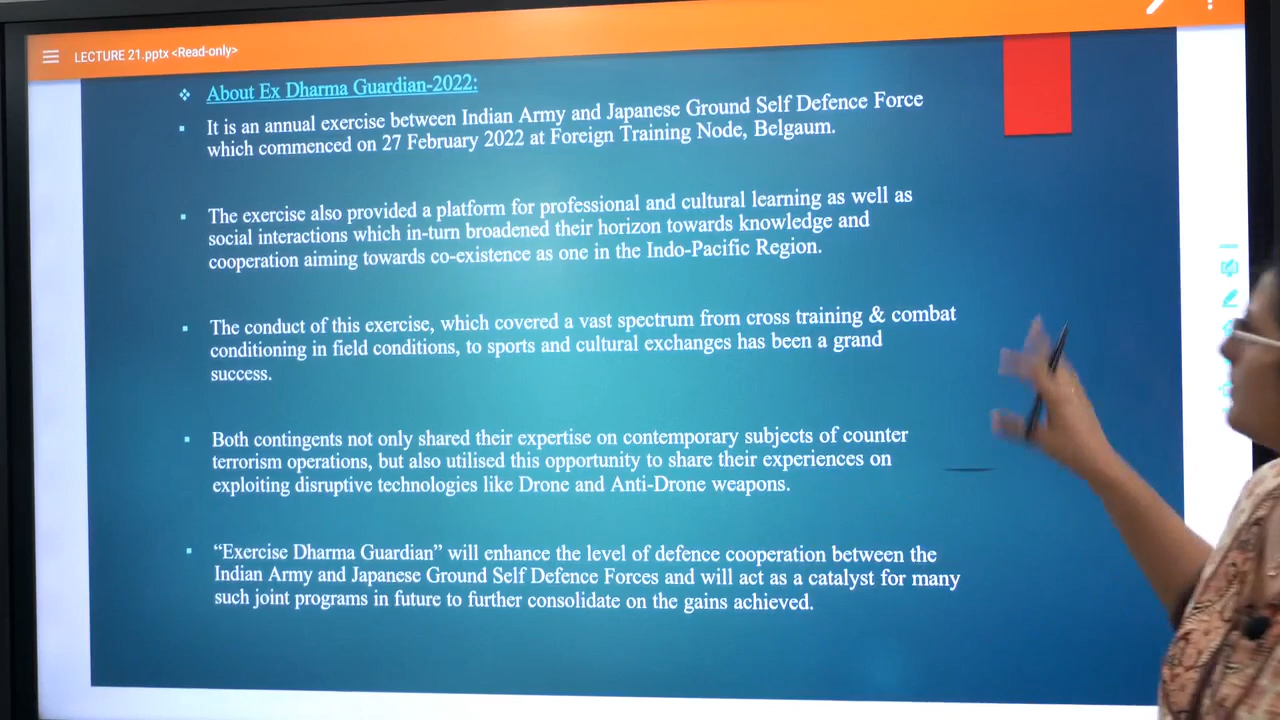 LECTURE 21.pptx <Read-only>
About Ex Dharma Guardian-2022:
It is an annual exercise between Indian Army and Japanese Ground Self Defence Force
which commenced on 27 February 2022 at Foreign Training Node, Belgaum.
The exercise also provided a platform for professional and cultural learning as well as
social interactions which in-turn broadened their horizon towards knowledge and
cooperation aiming towards co-existence as one in the Indo-Pacific Region.
The conduct of this exercise, which covered a vast spectrum from cross training & combat
conditioning in field conditions, to sports and cultural exchanges has been a grand
success.
Both contingents not only shared their expertise on contemporary subjects of counter
terrorism operations, but also utilised this opportunity to share their experiences on
exploiting disruptive technologies like Drone and Anti-Drone weapons.
“Exercise Dharma Guardian” will enhance the level of defence cooperation between the
Indian Army and Japanese Ground Self Defence Forces and will act as a catalyst for many
such joint programs in future to further consolidate on the gains achieved.